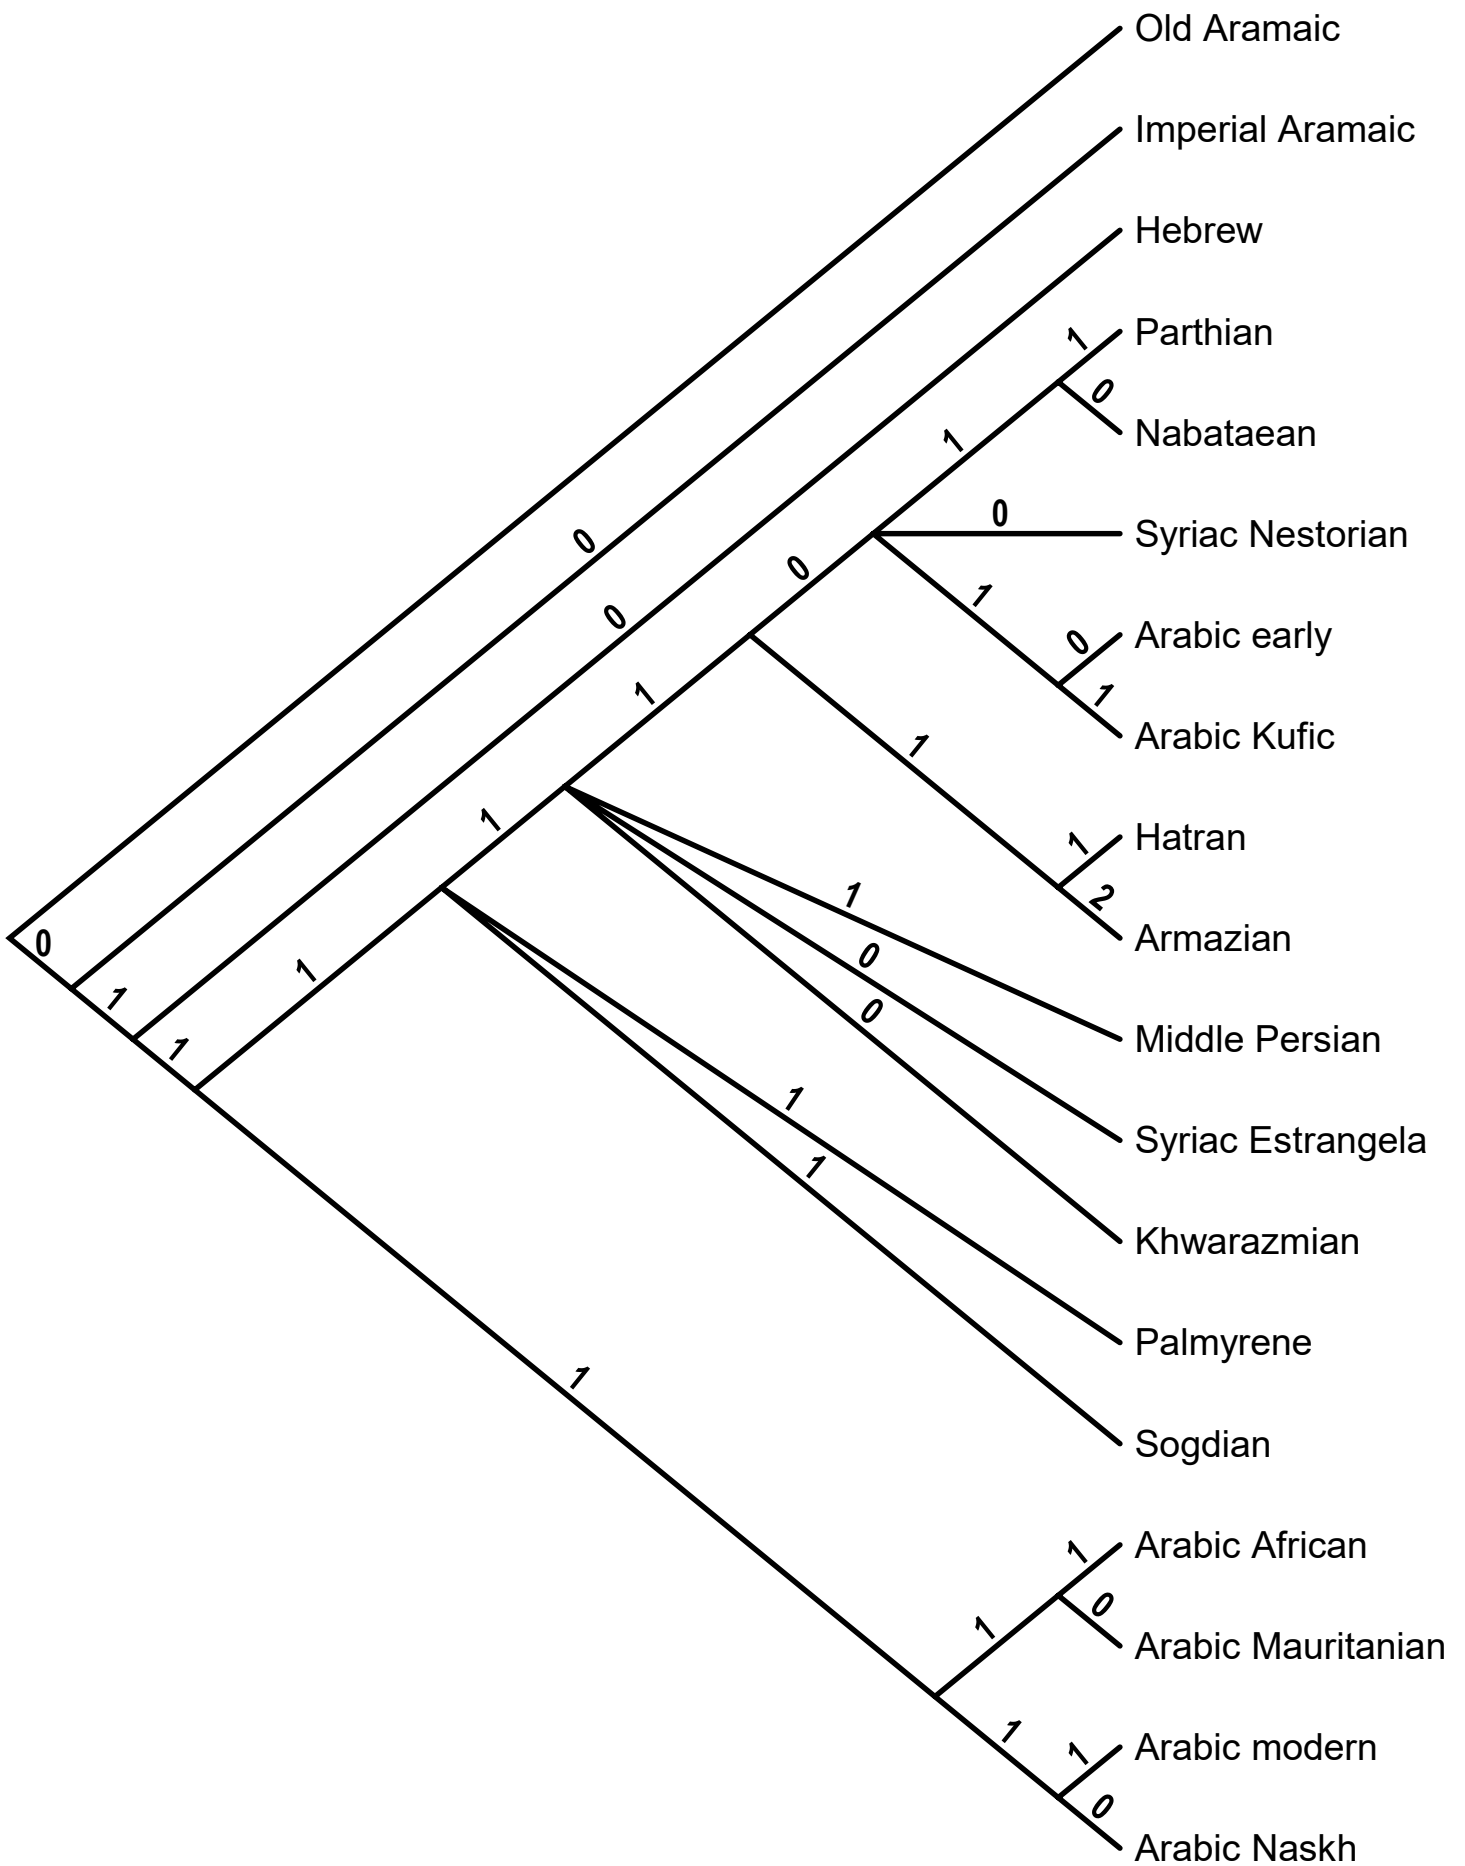 Old Aramaic
Imperial Aramaic
Hebrew
1
Parthian
0
Nabataean
1
0
Syriac Nestorian
0
0
0
1
0
Arabic early
1
Arabic Kufic
1
1
1
Hatran
2
Armazian
1
1
0
0
0
1
1
1
Middle Persian
1
Syriac Estrangela
1
Khwarazmian
1
Palmyrene
1
Sogdian
1
Arabic African
0
1
Arabic Mauritanian
1
1
Arabic modern
0
Arabic Naskh